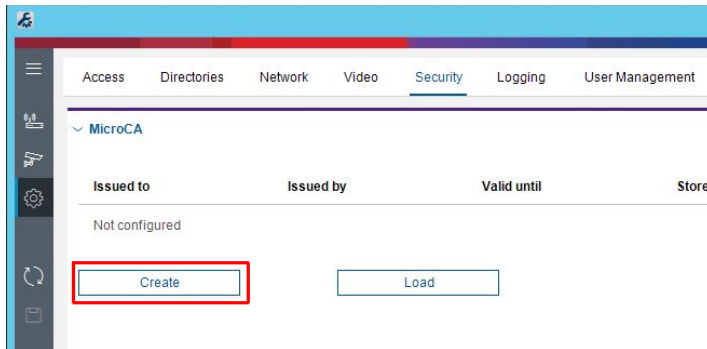 Access Directories Network Video Security Logging User Management
MicroCA
Issued to Issued by Valid until Store
Not configured
Create Load